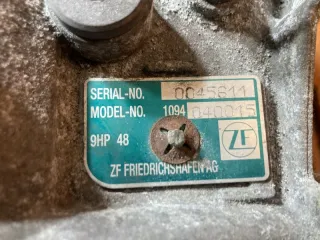 SERIAL-NO. 0045811
MODEL-NO. 1094 040015
9HP 48
ZF
ZF FRIEDRICHSHAFEN AG